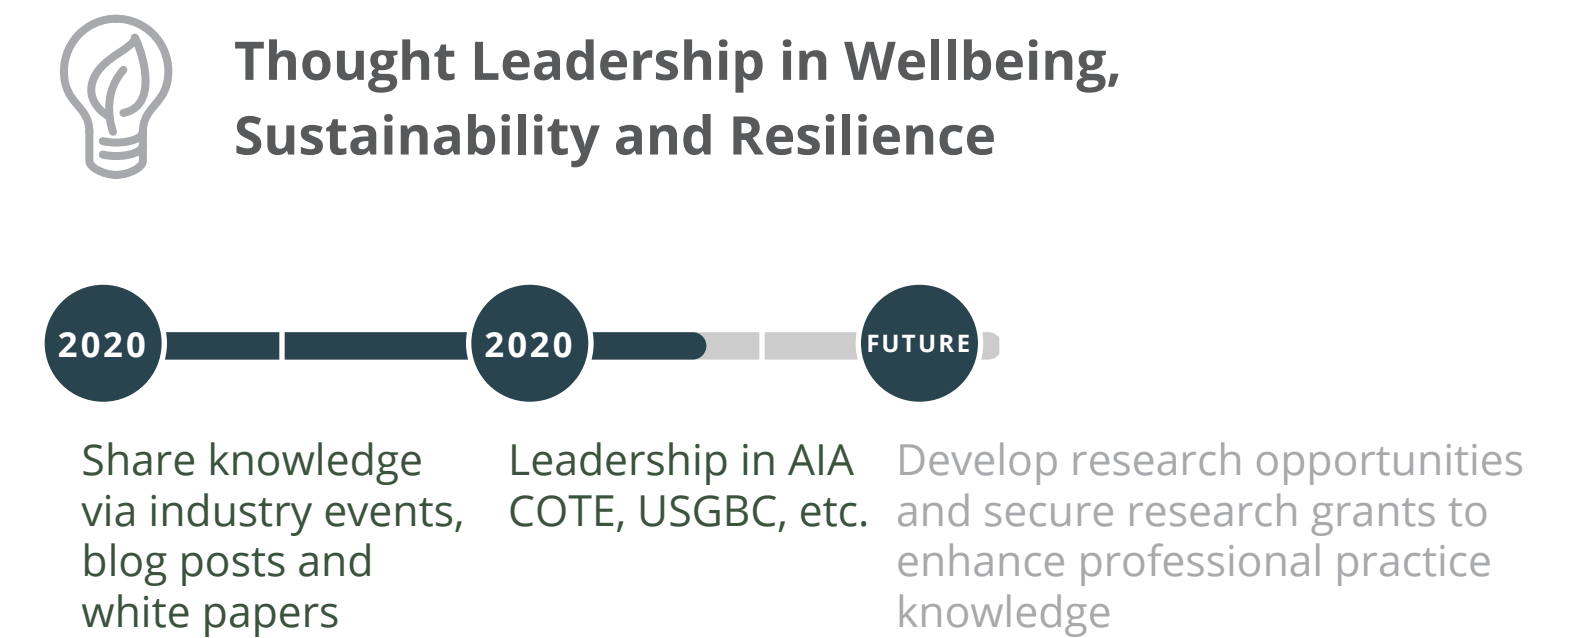 Thought Leadership in Wellbeing,
Sustainability and Resilience
2020
2020
FUTURE
Share knowledge
via industry events,
blog posts and
white papers
Leadership in AIA
COTE, USGBC, etc.
Develop research opportunities
and secure research grants to
enhance professional practice
knowledge